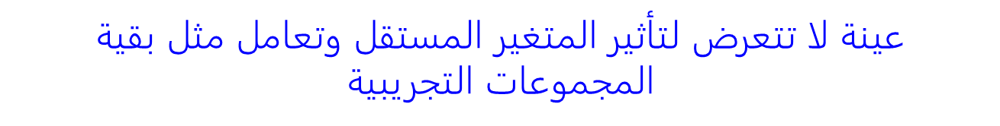 عينة لا تتعرض لتأثير المتغير المستقل وتعامل مثل بقية
المجموعات التجريبية